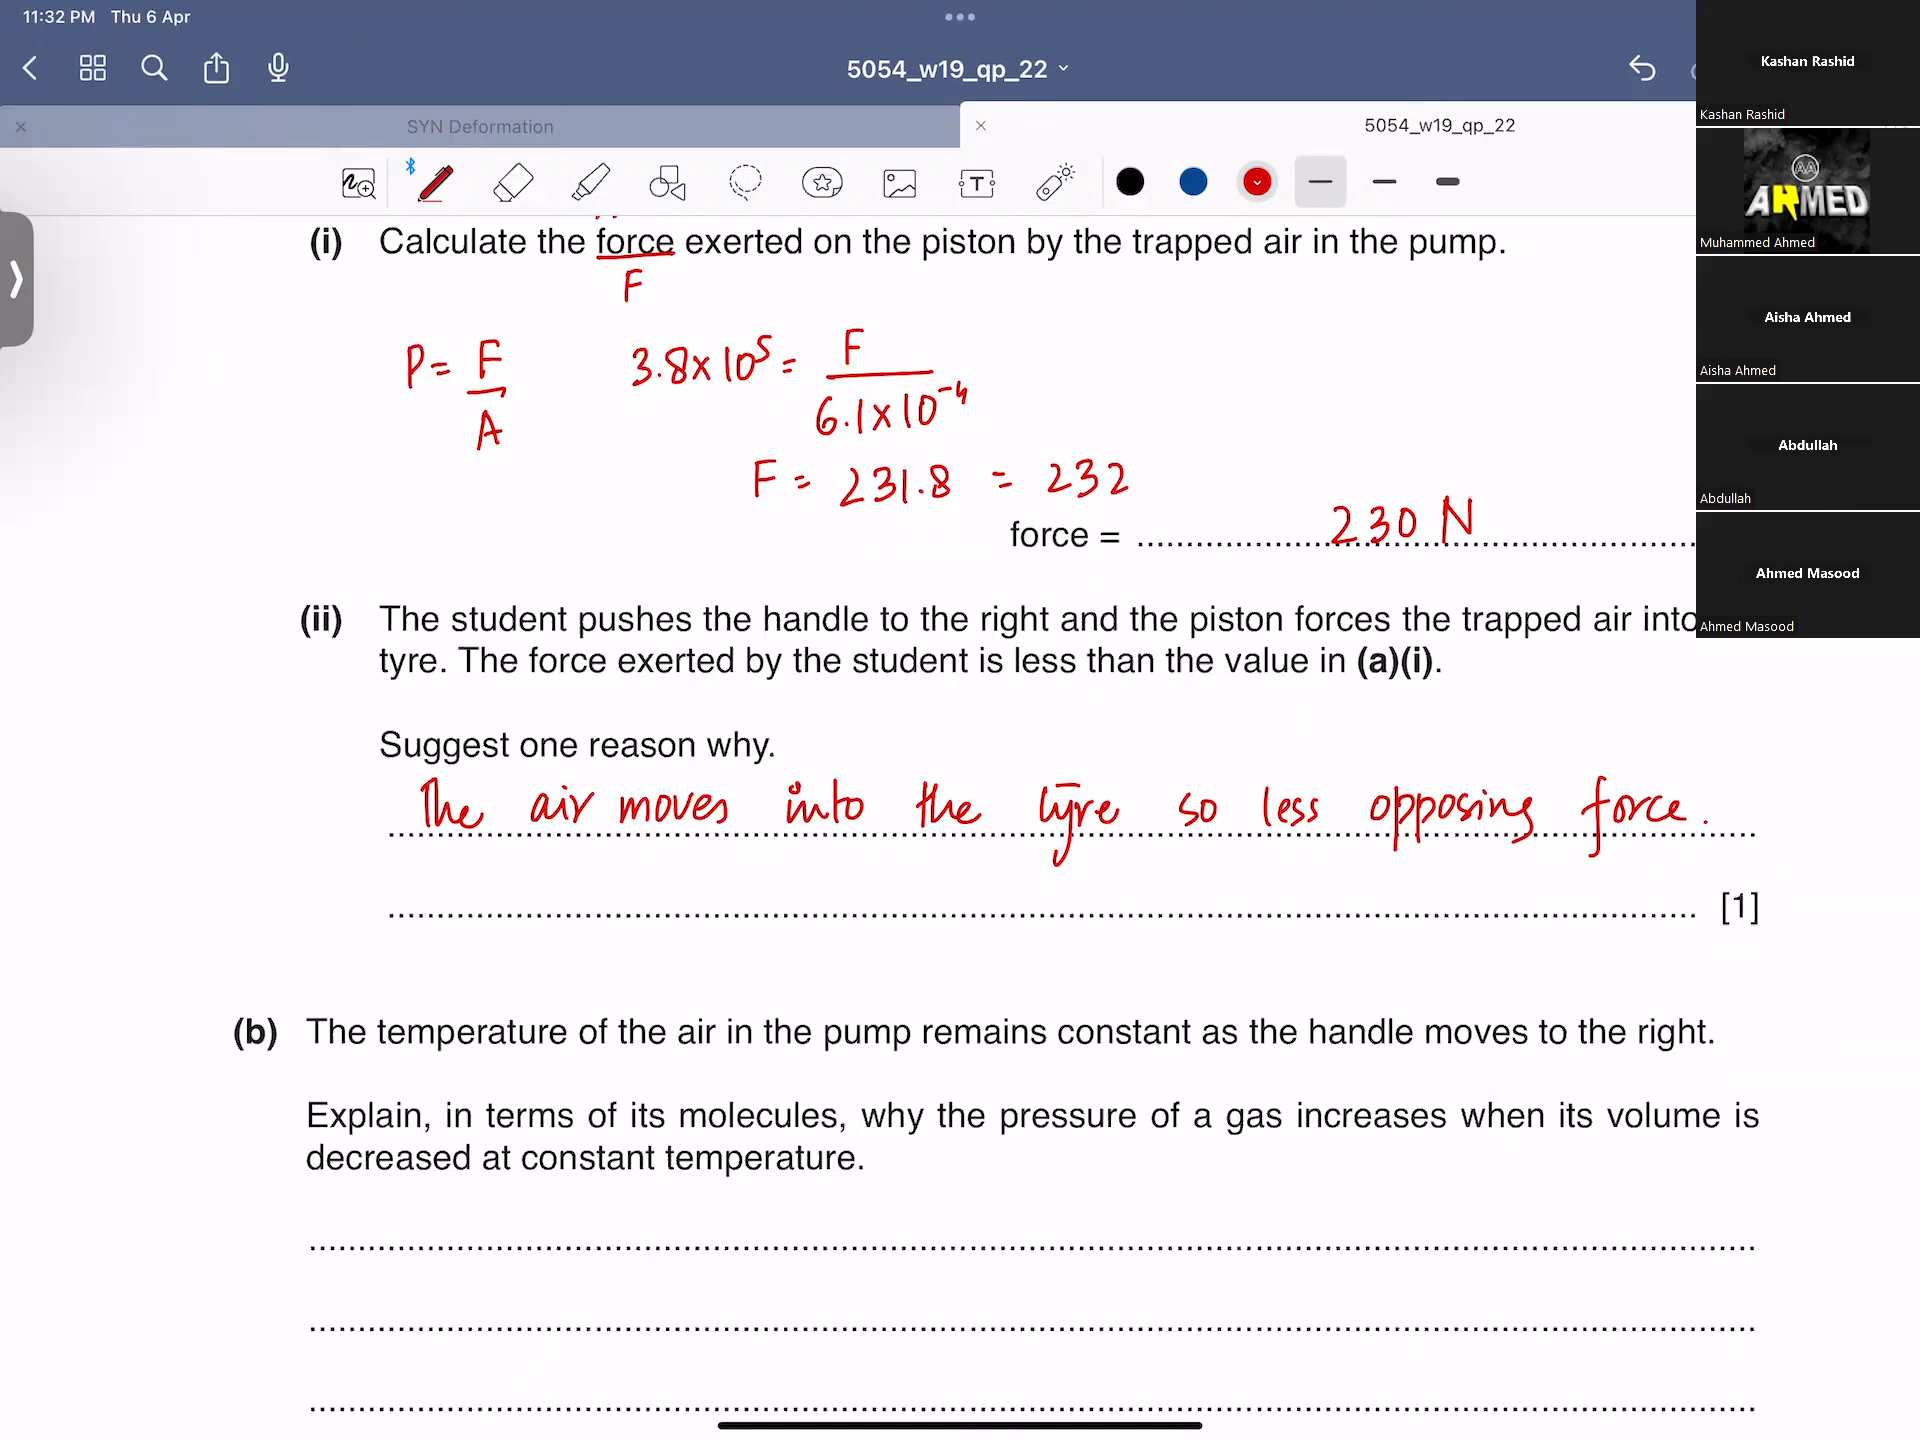 11:32 PM Thu 6 Apr
5054_w19_qp_22
SYN Deformation
5054_w19_qp_22
(i) Calculate the force exerted on the piston by the trapped air in the pump.
F
P = F / A
3.8 x 10^5 = F / 6.1 x 10^-4
F = 231.8 = 232
force = 230 N
(ii) The student pushes the handle to the right and the piston forces the trapped air into
tyre. The force exerted by the student is less than the value in (a)(i).
Suggest one reason why.
The air moves into the tyre so less opposing force.
[1]
(b) The temperature of the air in the pump remains constant as the handle moves to the right.
Explain, in terms of its molecules, why the pressure of a gas increases when its volume is
decreased at constant temperature.
Kashan Rashid
Kashan Rashid
AA
ARMED
Muhammed Ahmed
Aisha Ahmed
Aisha Ahmed
Abdullah
Abdullah
Ahmed Masood
Ahmed Masood